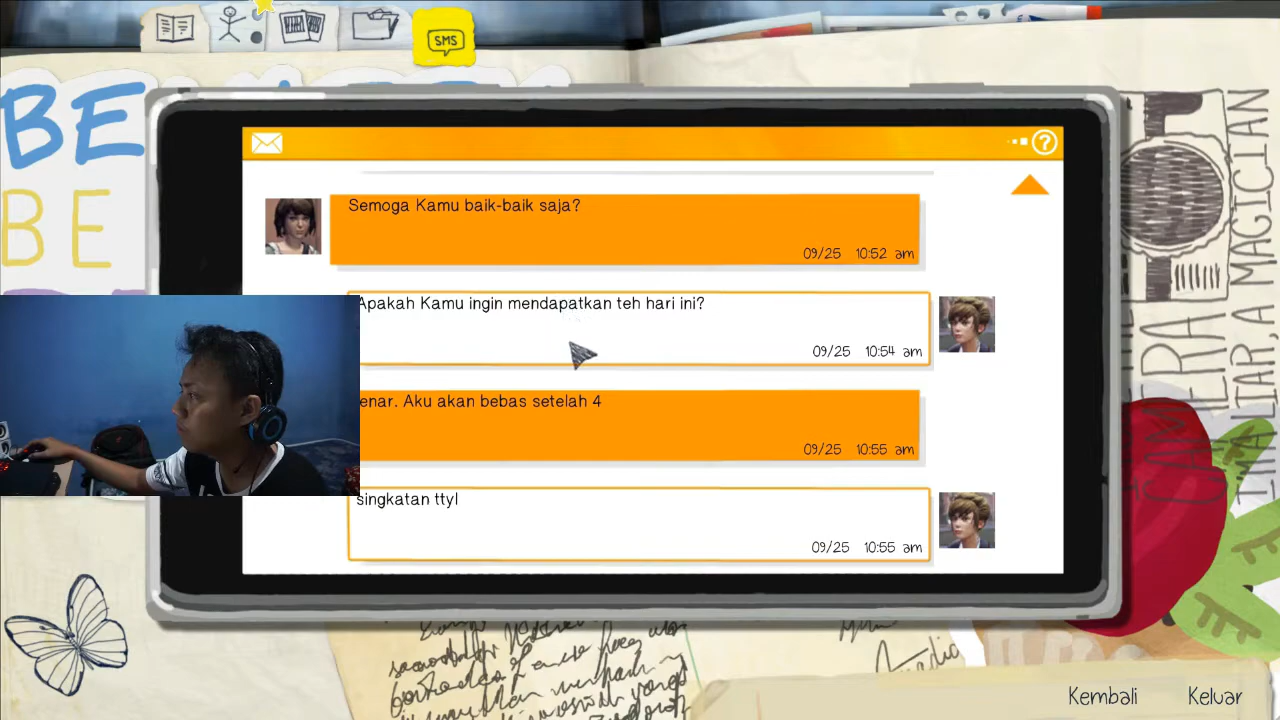 SMS
BE
BE
Semoga Kamu baik-baik saja?
09/25 10:52 am
Apakah Kamu ingin mendapatkan teh hari ini?
09/25 10:54 am
enar. Aku akan bebas setelah 4
09/25 10:55 am
singkatan ttyl
09/25 10:55 am
CAMERA
MAGICIAN
Kembali
Keluar